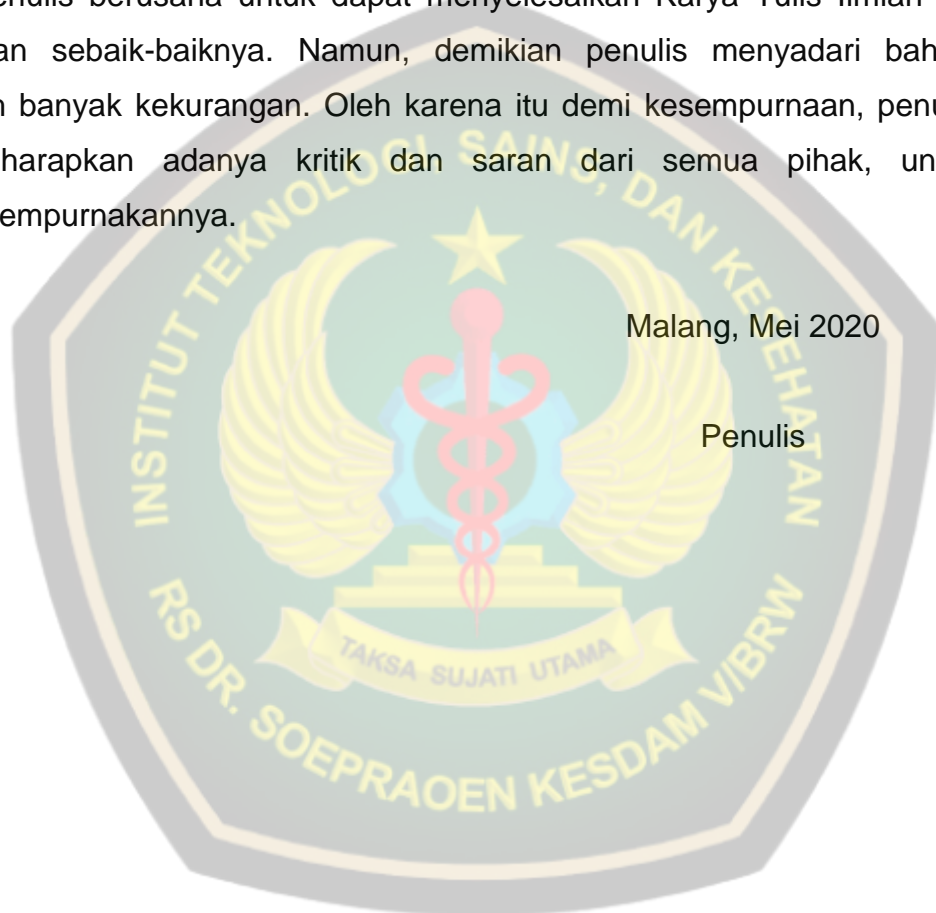 enulis berusaha untuk dapat menyelesaikan Karya Tulis Ilmiah
an sebaik-baiknya. Namun, demikian penulis menyadari bah
n banyak kekurangan. Oleh karena itu demi kesempurnaan, penu
harapkan adanya kritik dan saran dari semua pihak, un
empurnakannya.
Malang, Mei 2020
Penulis
INSTITUT TEKNOLOGI SAINS, DAN KESEHATAN
TAKSA SUJATI UTAMA
RS DR. SOEPRAOEN KESDAM V/BRW